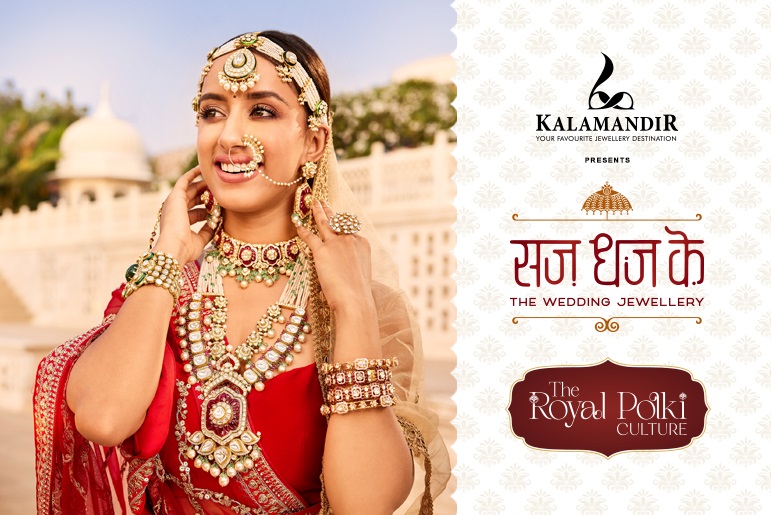 KALAMANDIR
YOUR FAVOURITE JEWELLERY DESTINATION
PRESENTS
सज़ धज के
THE WEDDING JEWELLERY
The
Royal Polki
CULTURE